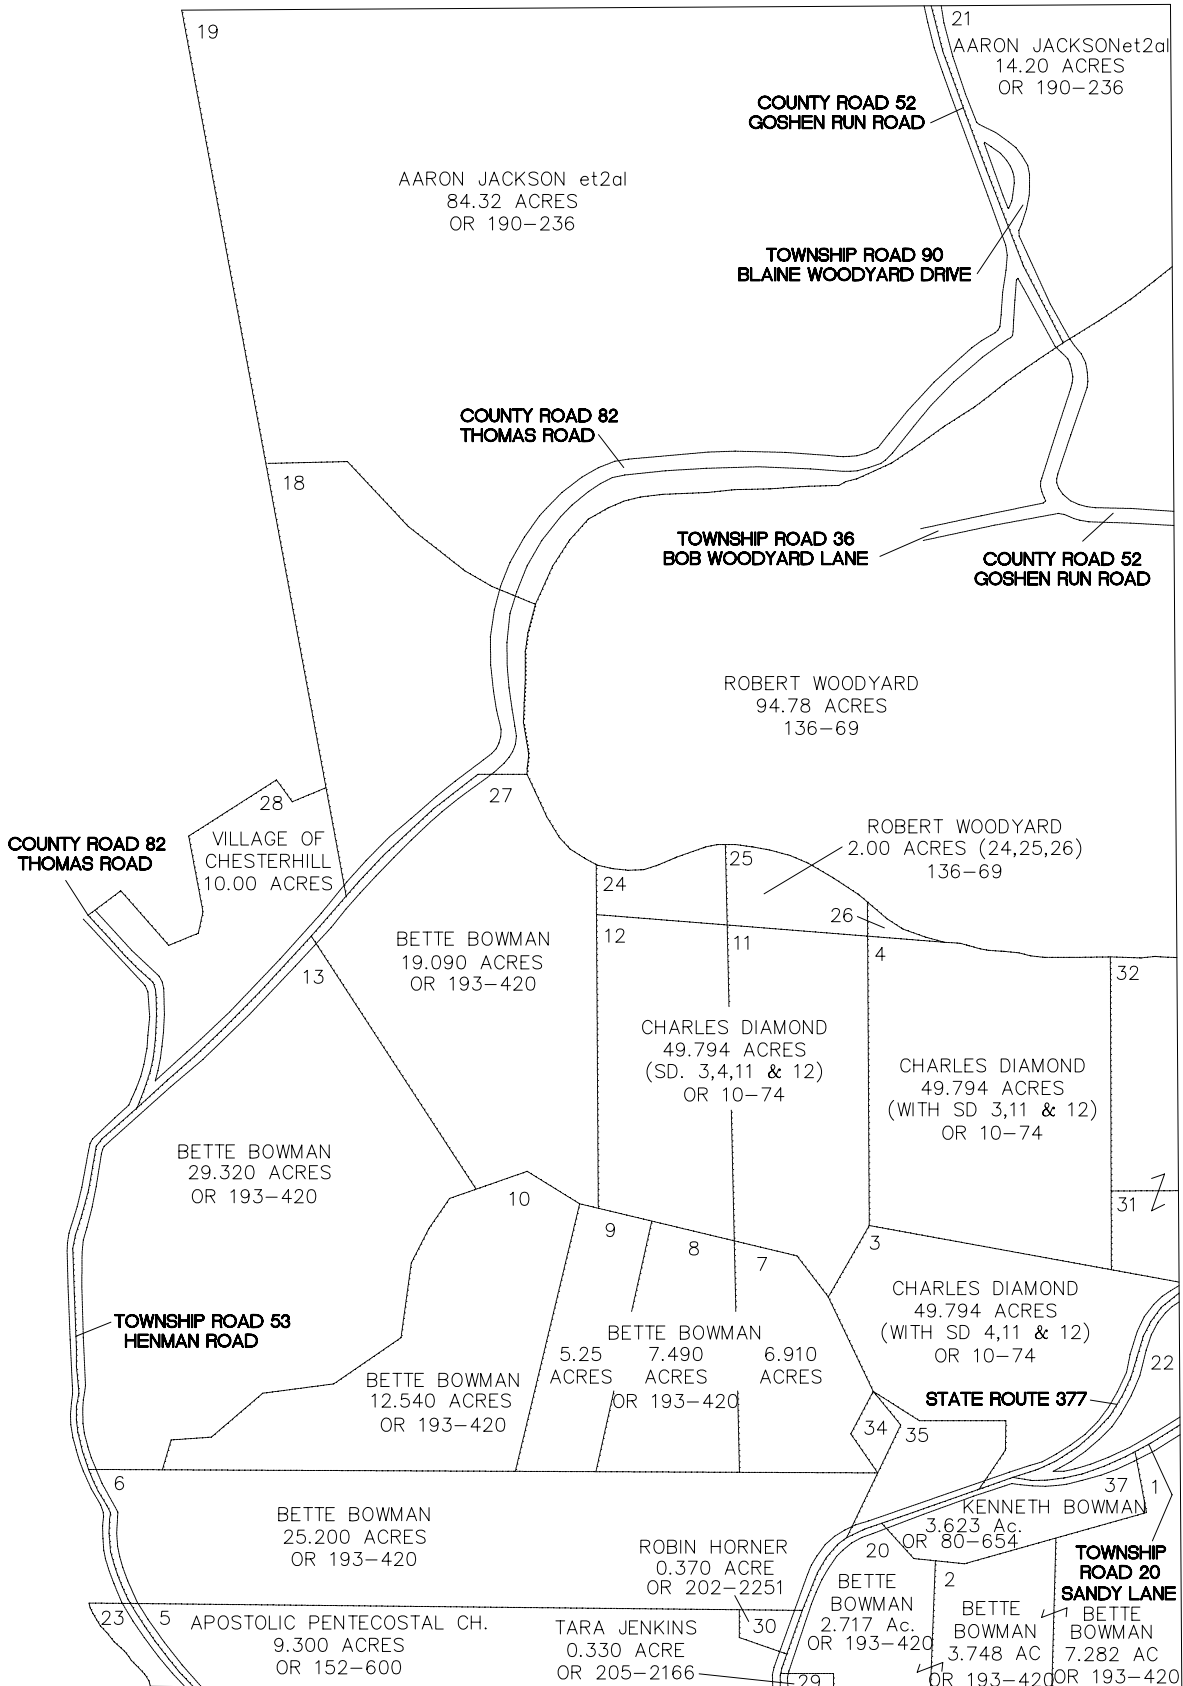 19
21
AARON JACKSONet2al
14.20 ACRES
OR 190-236
COUNTY ROAD 52
GOSHEN RUN ROAD
AARON JACKSON et2al
84.32 ACRES
OR 190-236
TOWNSHIP ROAD 90
BLAINE WOODYARD DRIVE
COUNTY ROAD 82
THOMAS ROAD
18
TOWNSHIP ROAD 36
BOB WOODYARD LANE
COUNTY ROAD 52
GOSHEN RUN ROAD
ROBERT WOODYARD
94.78 ACRES
136-69
27
28
VILLAGE OF
CHESTERHILL
10.00 ACRES
COUNTY ROAD 82
THOMAS ROAD
ROBERT WOODYARD
2.00 ACRES (24,25,26)
136-69
25
24
26
12
11
4
32
BETTE BOWMAN
19.090 ACRES
OR 193-420
13
CHARLES DIAMOND
49.794 ACRES
(SD. 3,4,11 & 12)
OR 10-74
CHARLES DIAMOND
49.794 ACRES
(WITH SD 3,11 & 12)
OR 10-74
BETTE BOWMAN
29.320 ACRES
OR 193-420
10
31
9
8
7
3
CHARLES DIAMOND
49.794 ACRES
(WITH SD 4,11 & 12)
OR 10-74
TOWNSHIP ROAD 53
HENMAN ROAD
BETTE BOWMAN
5.25
ACRES
7.490
ACRES
6.910
ACRES
OR 193-420
22
BETTE BOWMAN
12.540 ACRES
OR 193-420
STATE ROUTE 377
34
35
6
37
1
BETTE BOWMAN
25.200 ACRES
OR 193-420
KENNETH BOWMAN
3.623 Ac.
OR 80-654
ROBIN HORNER
0.370 ACRE
OR 202-2251
20
TOWNSHIP
ROAD 20
SANDY LANE
BETTE
BOWMAN
2.717 Ac.
OR 193-420
2
BETTE
BOWMAN
3.748 AC
OR 193-420
BETTE
BOWMAN
7.282 AC
OR 193-420
23
5
APOSTOLIC PENTECOSTAL CH.
9.300 ACRES
OR 152-600
TARA JENKINS
0.330 ACRE
OR 205-2166
30
29